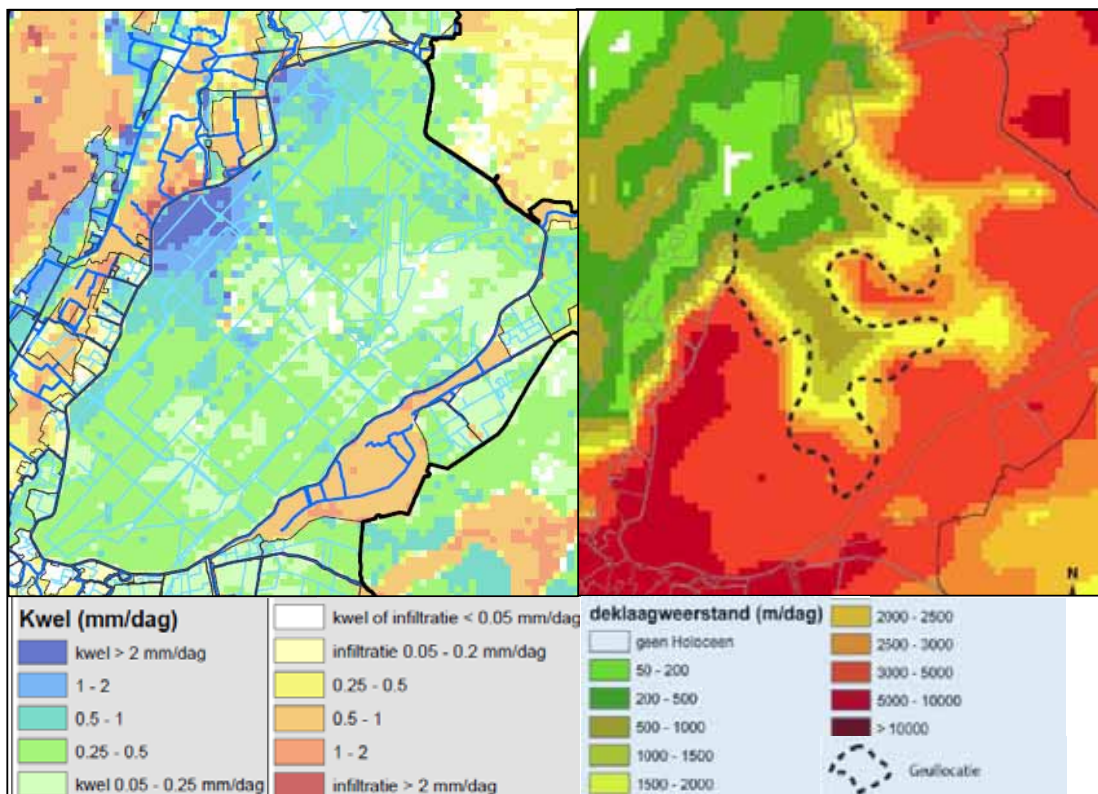 N
Kwel (mm/dag)
kwel > 2 mm/dag
1 - 2
0.5 - 1
0.25 - 0.5
kwel 0.05 - 0.25 mm/dag
kwel of infiltratie < 0.05 mm/dag
infiltratie 0.05 - 0.2 mm/dag
0.25 - 0.5
0.5 - 1
1 - 2
infiltratie > 2 mm/dag
deklaagweerstand (m/dag)
geen Holoceen
50 - 200
200 - 500
500 - 1000
1000 - 1500
1500 - 2000
2000 - 2500
2500 - 3000
3000 - 5000
5000 - 10000
> 10000
Geullocatie